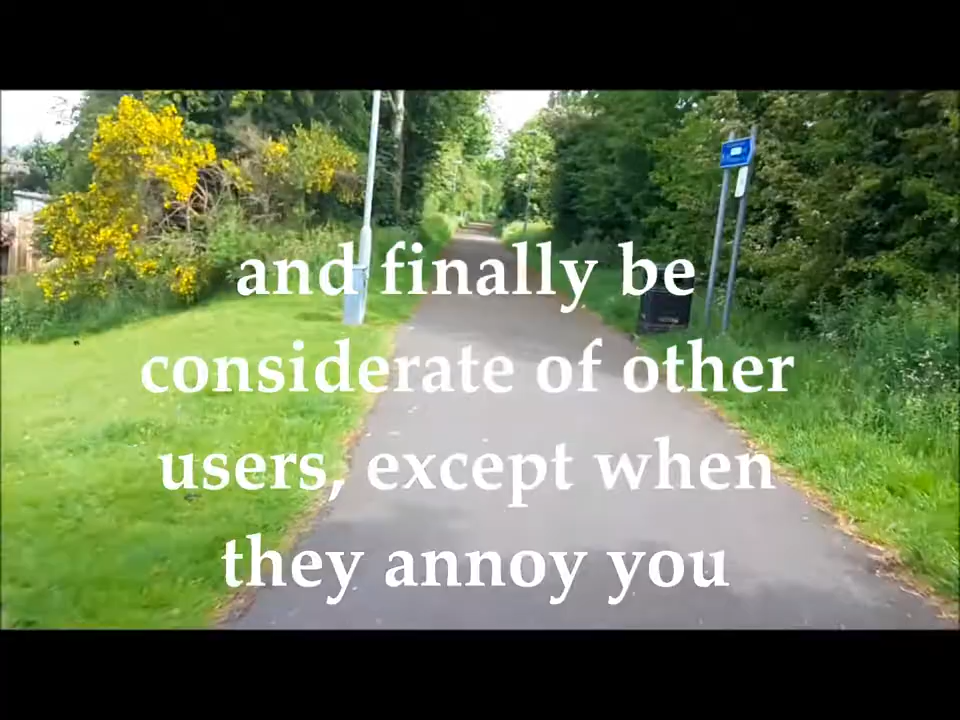 and finally be
considerate of other
users, except when
they annoy you